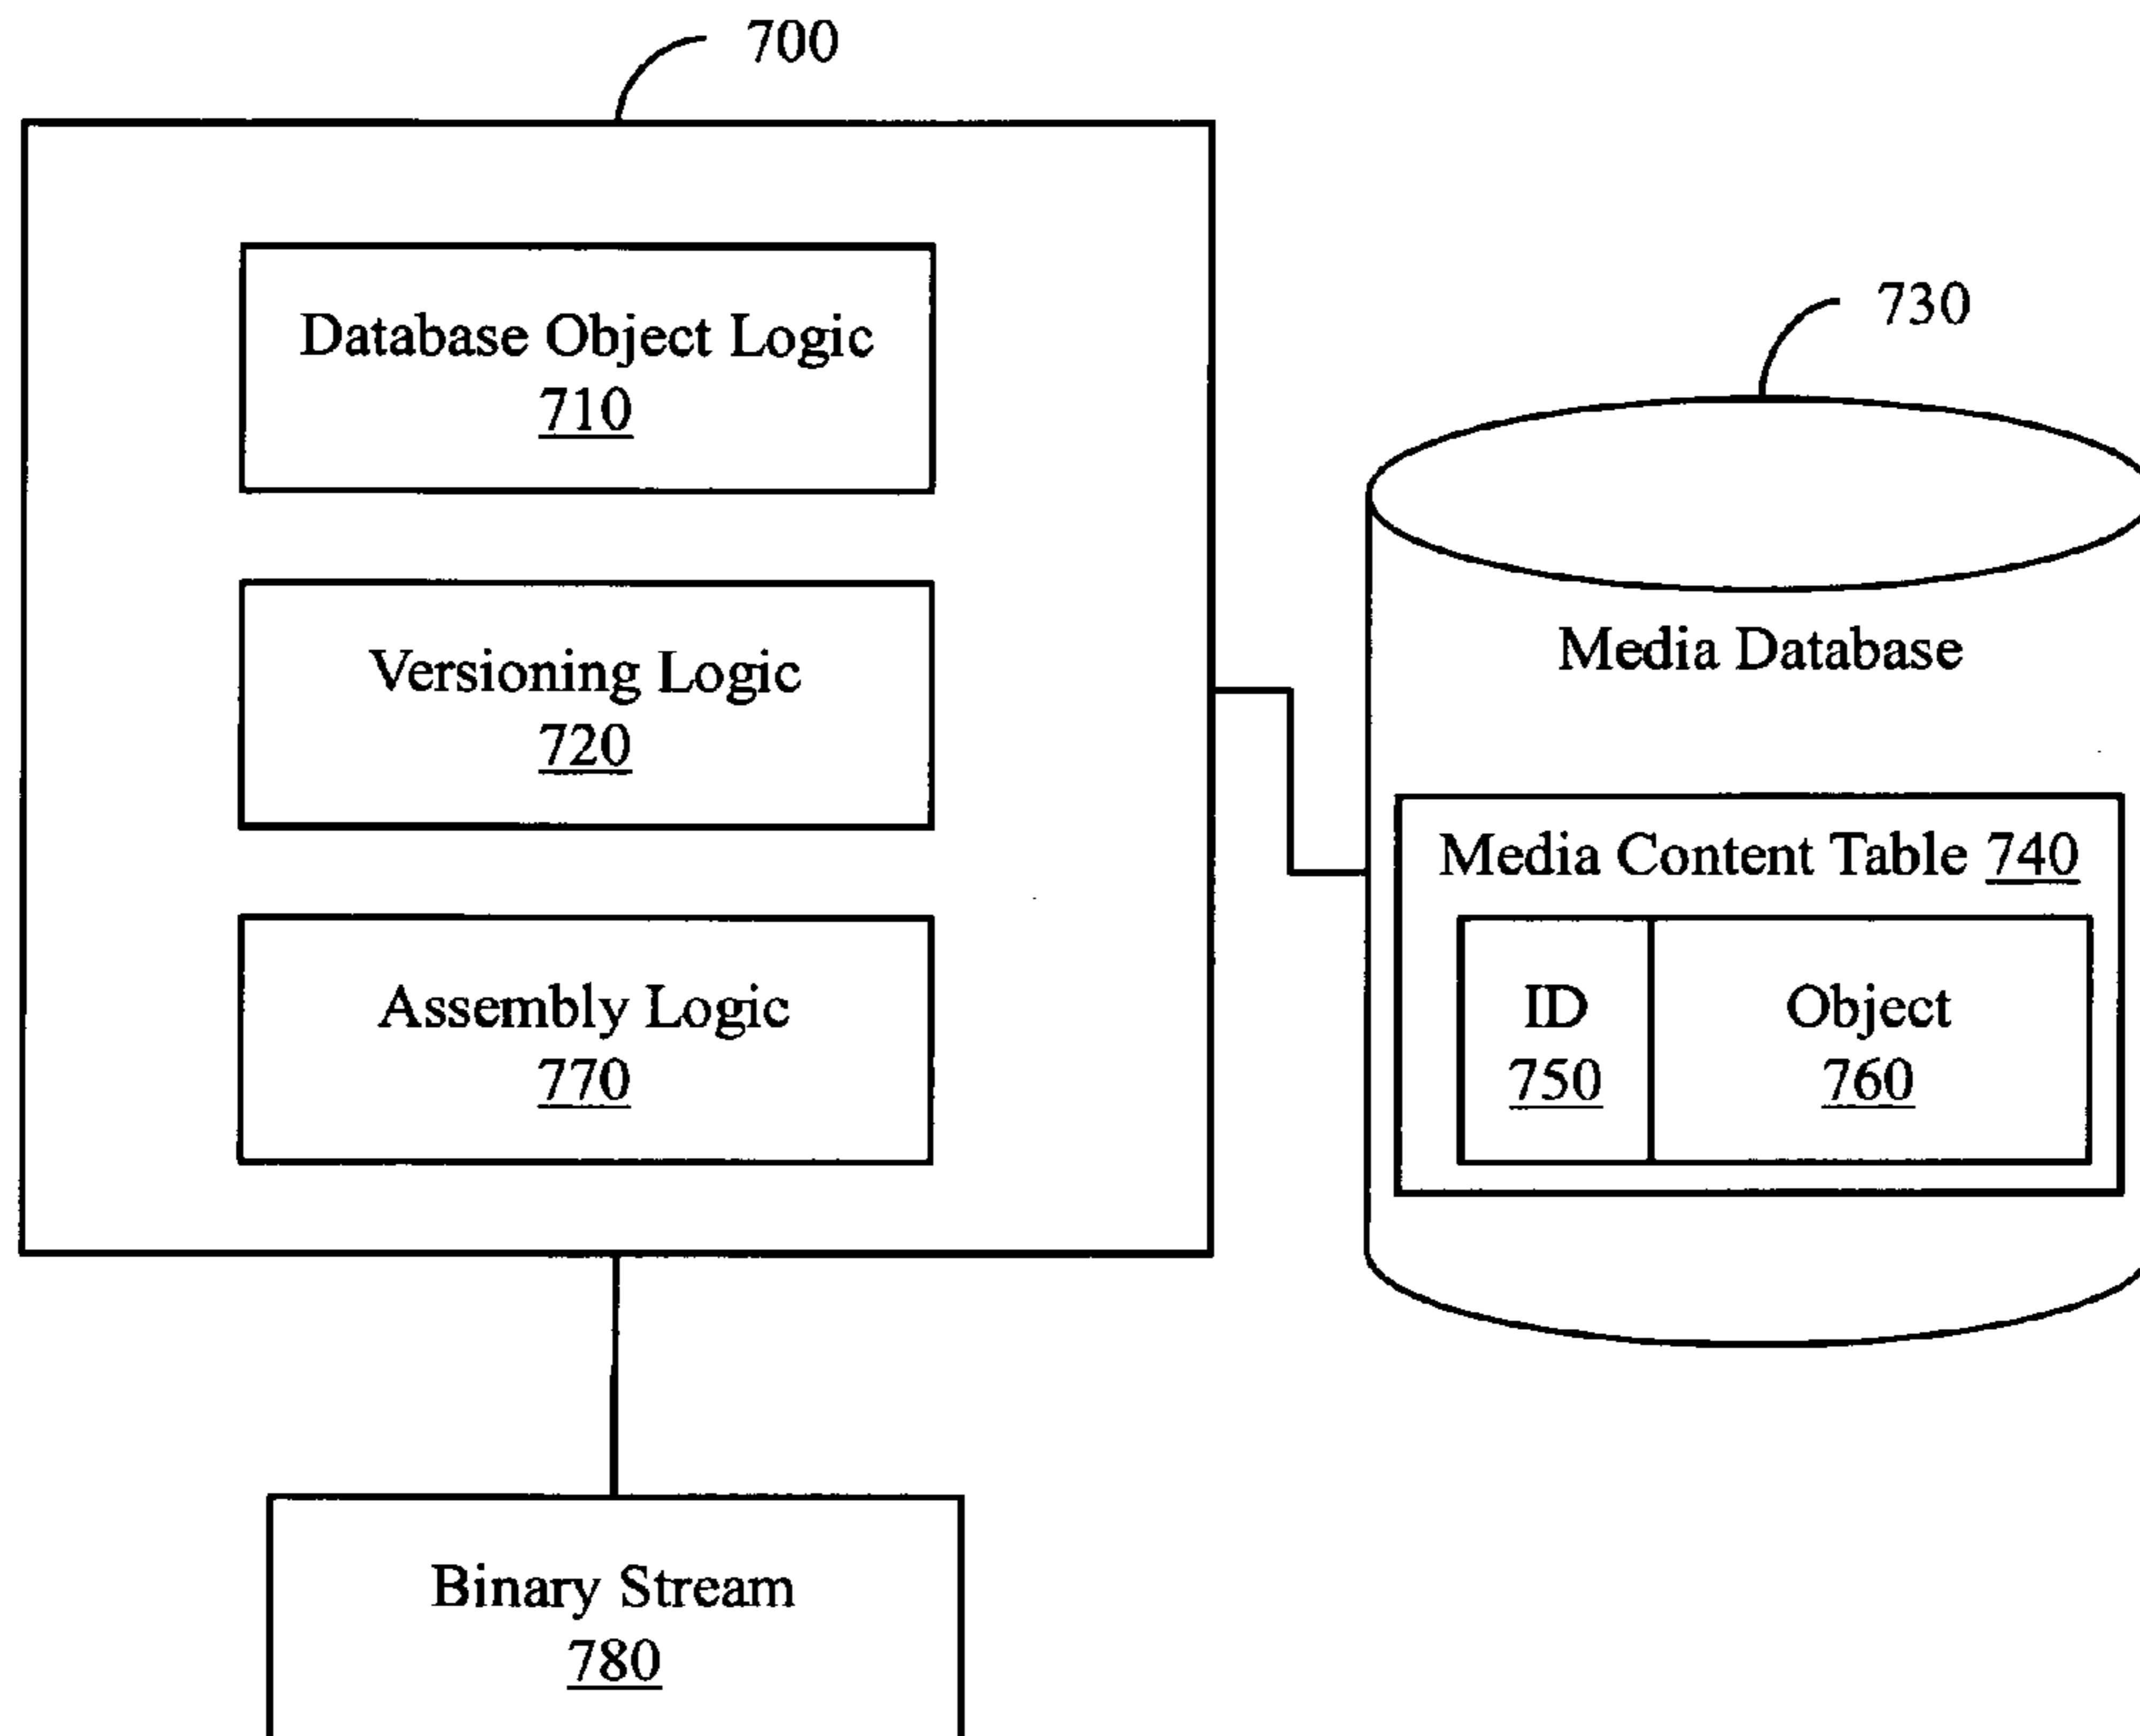 700
Database Object Logic
710
Versioning Logic
720
Assembly Logic
770
730
Media Database
Media Content Table 740
ID
750
Object
760
Binary Stream
780